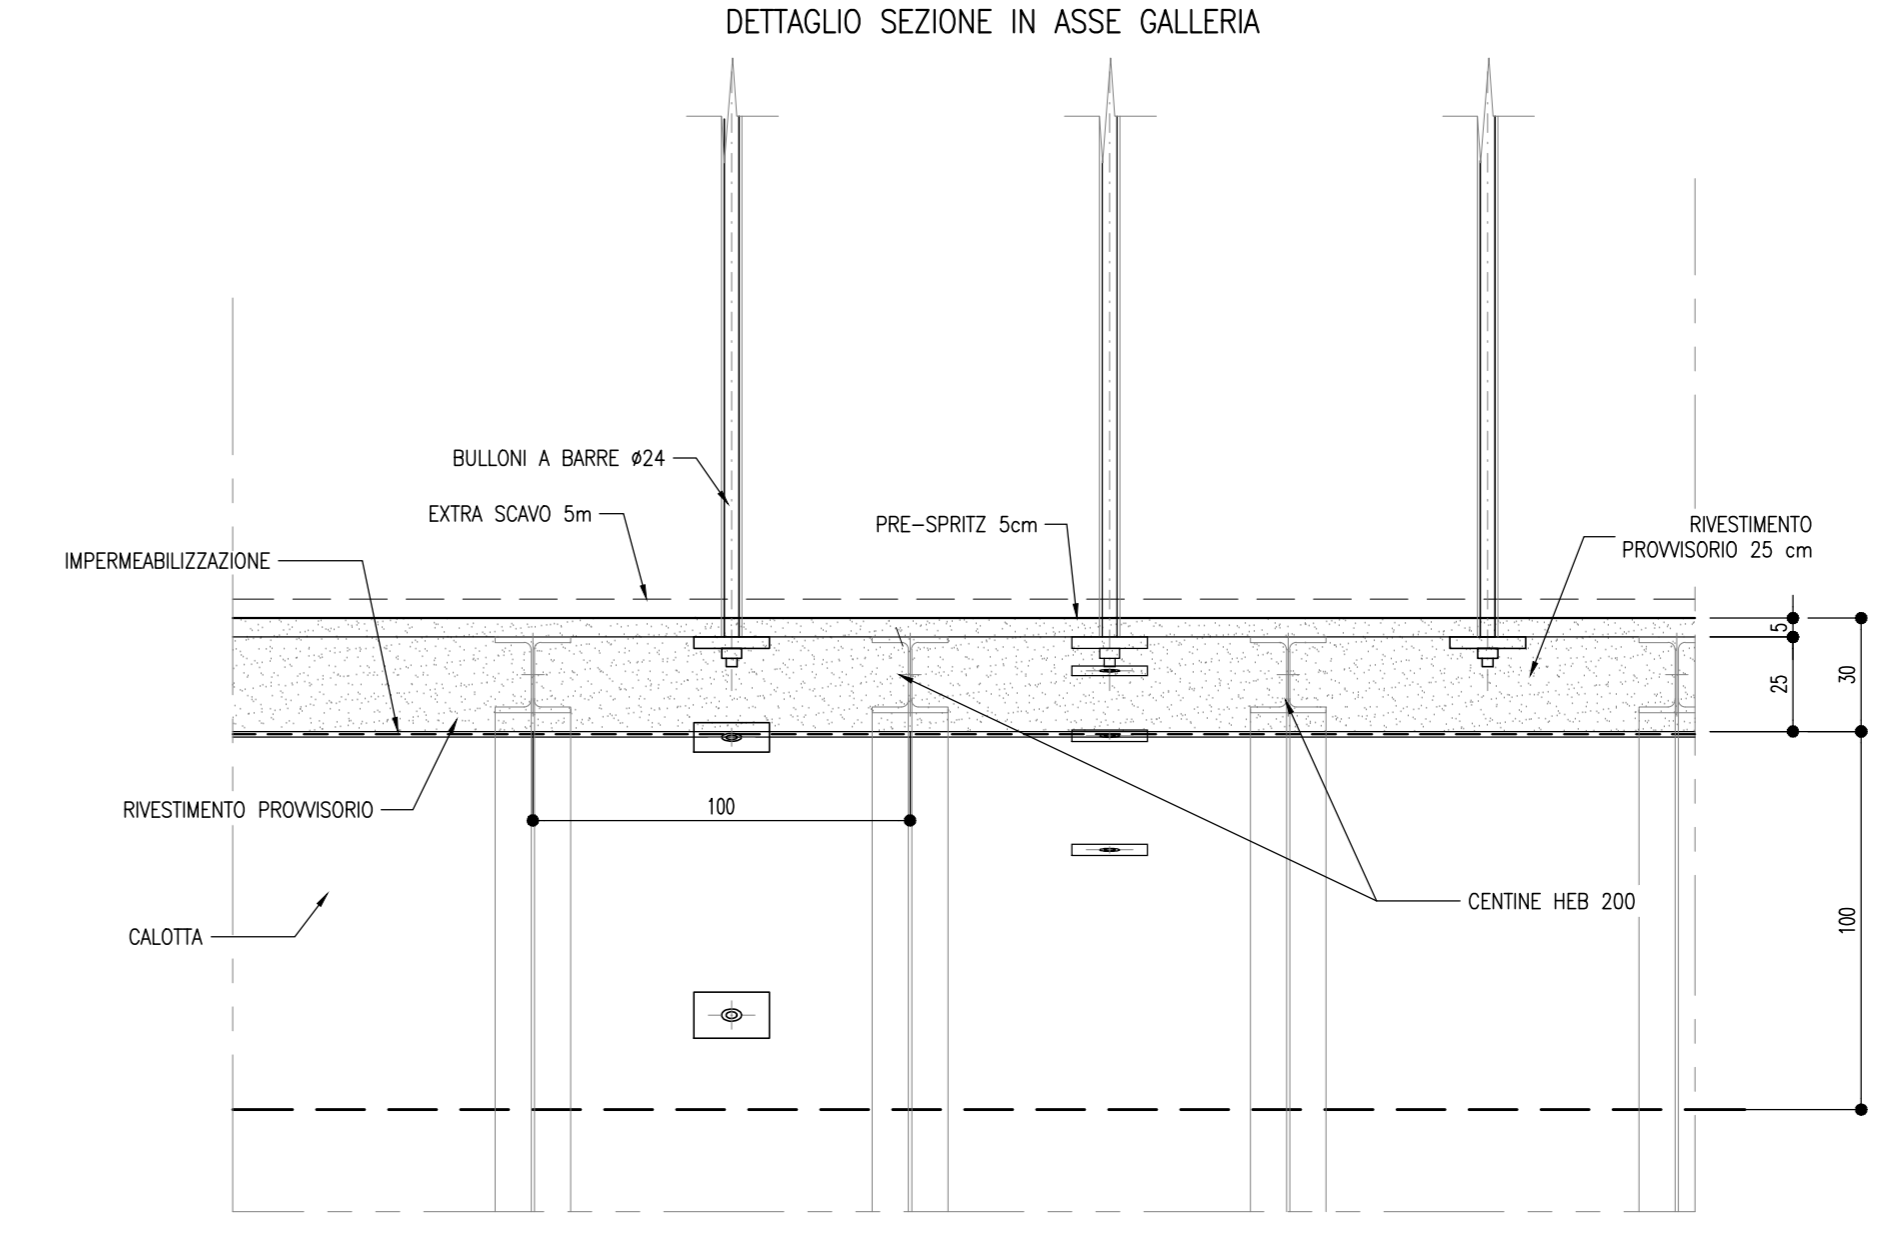 DETTAGLIO SEZIONE IN ASSE GALLERIA
BULLONI A BARRE ø24
EXTRA SCAVO 5m
PRE-SPRITZ 5cm
RIVESTIMENTO
PROVVISORIO 25 cm
IMPERMEABILIZZAZIONE
5
25
30
RIVESTIMENTO PROVVISORIO
100
CENTINE HEB 200
100
CALOTTA